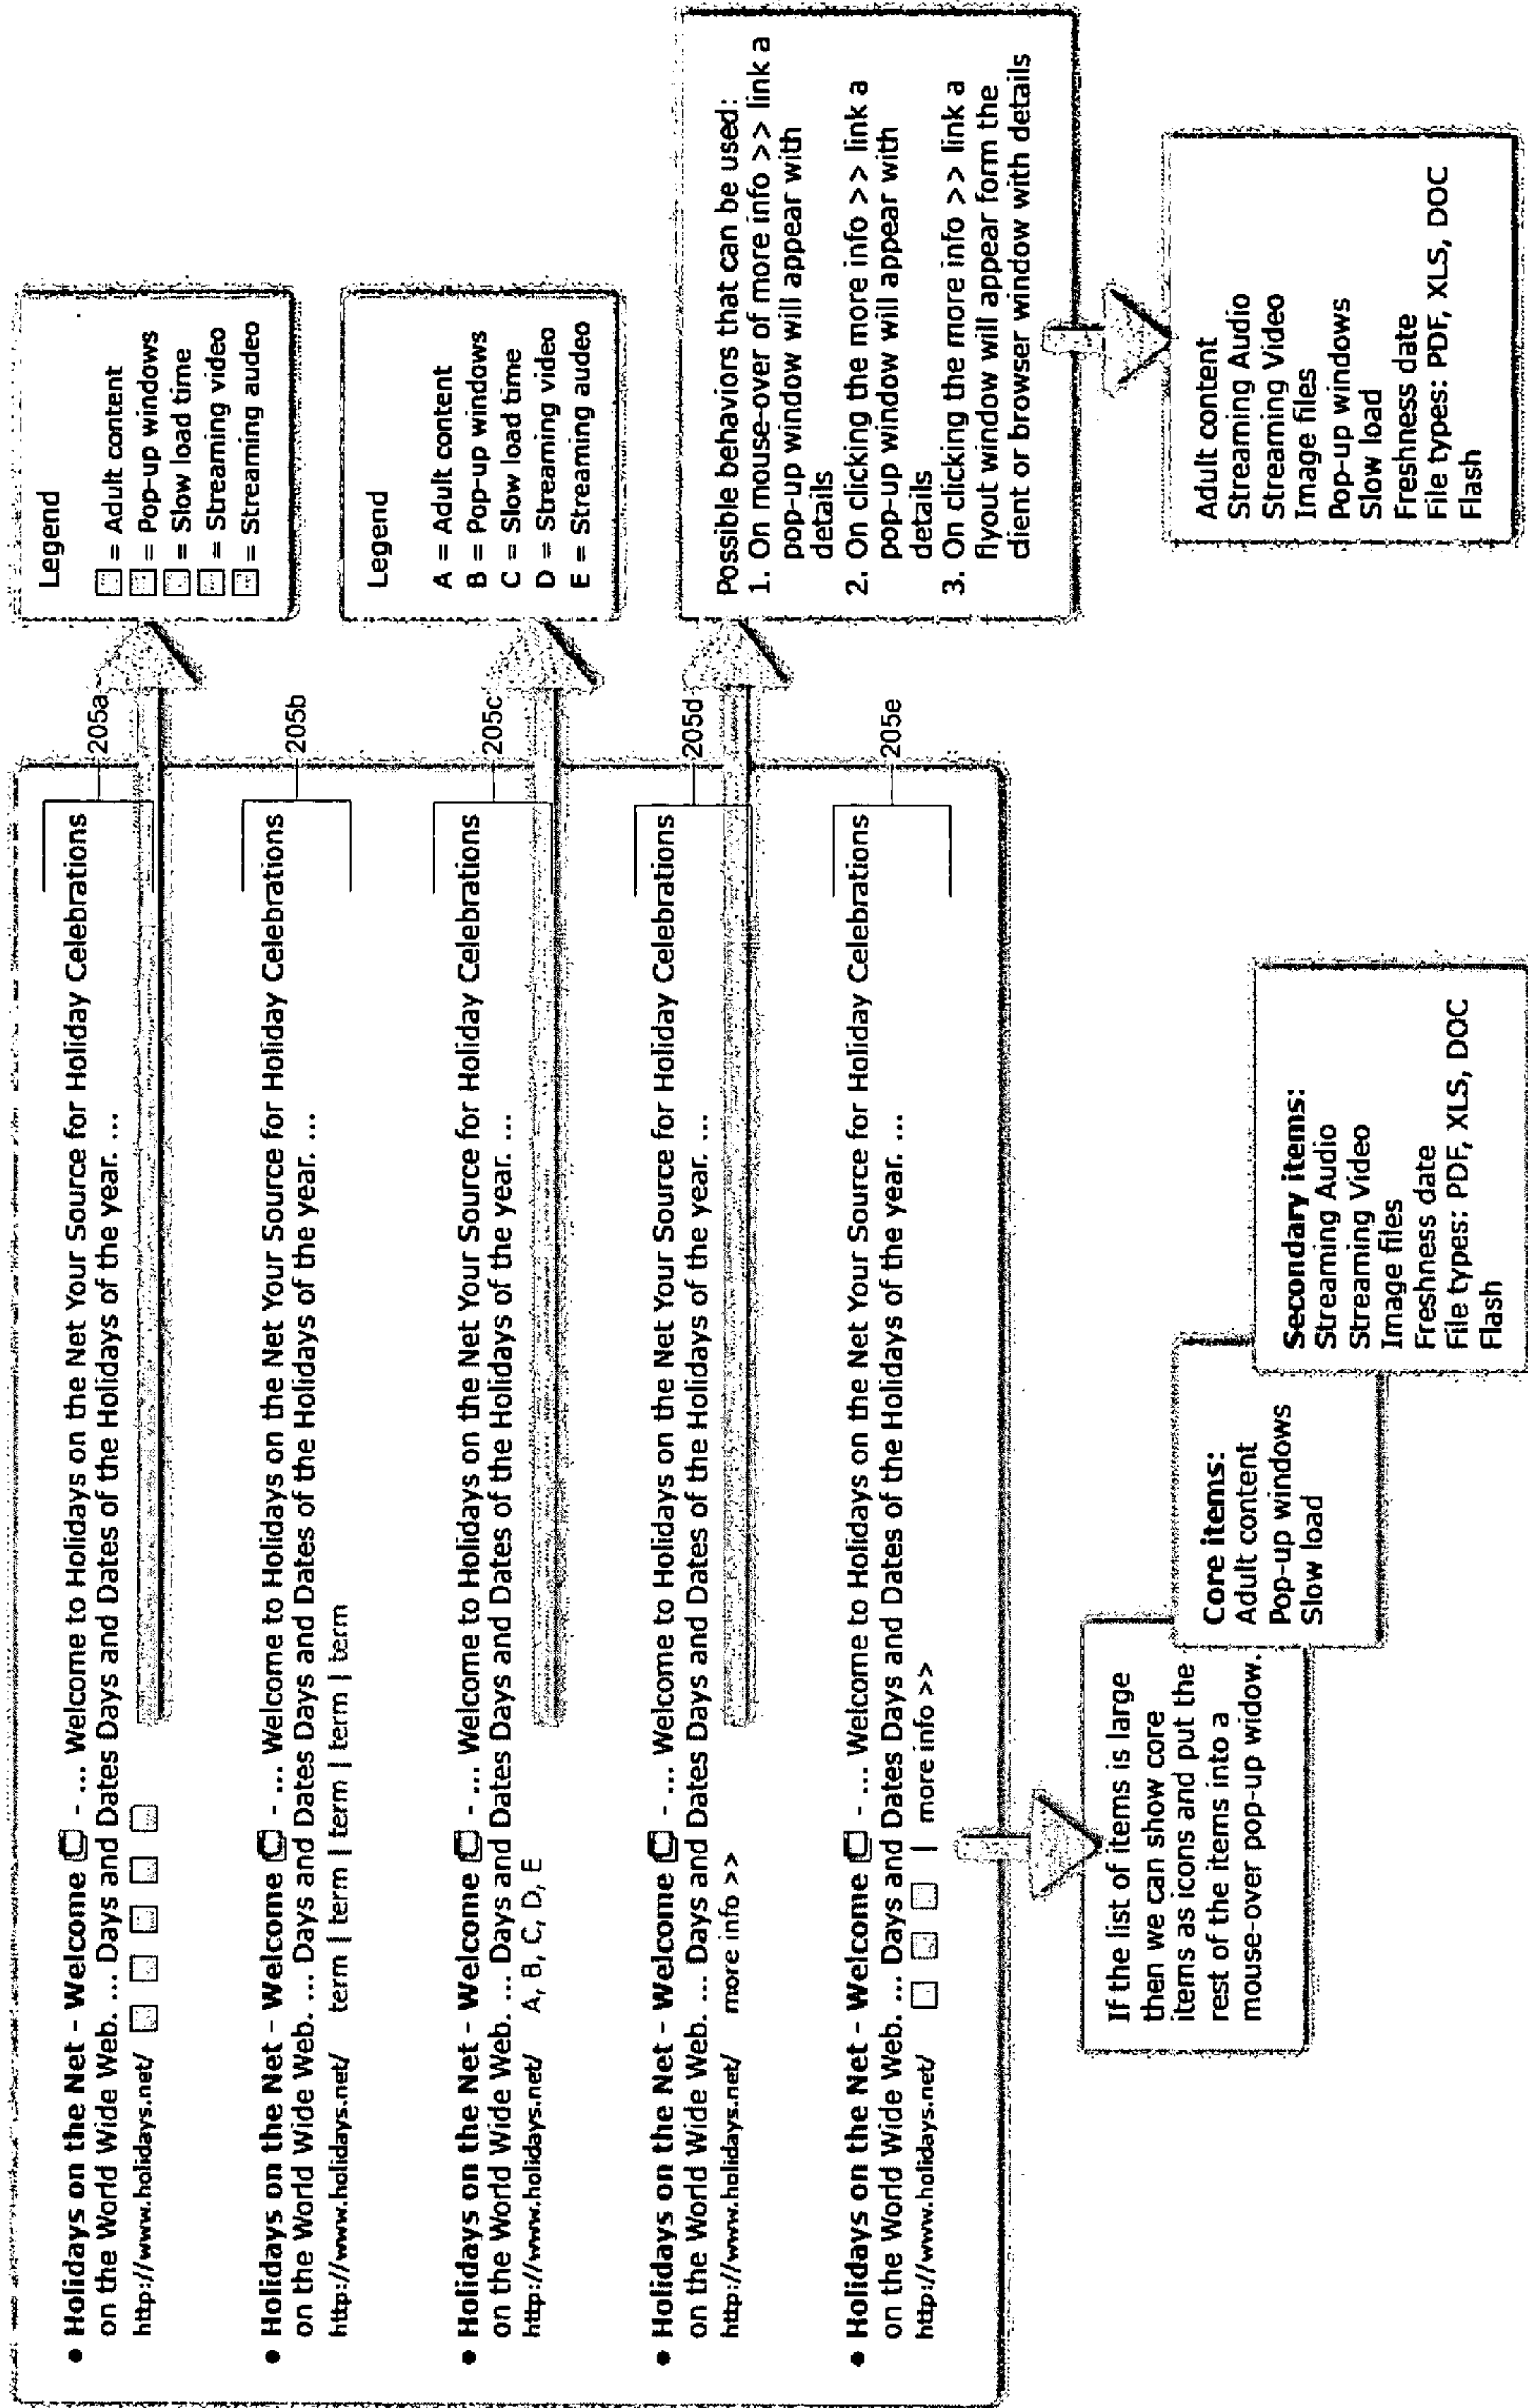 • Holidays on the Net - Welcome - ... Welcome to Holidays on the Net Your Source for Holiday Celebrations
on the World Wide Web. ... Days and Dates Days and Dates of the Holidays of the year. ...
http://www.holidays.net/
205a
• Holidays on the Net - Welcome - ... Welcome to Holidays on the Net Your Source for Holiday Celebrations
on the World Wide Web. ... Days and Dates Days and Dates of the Holidays of the year. ...
http://www.holidays.net/ term | term | term | term | term
205b
• Holidays on the Net - Welcome - ... Welcome to Holidays on the Net Your Source for Holiday Celebrations
on the World Wide Web. ... Days and Dates Days and Dates of the Holidays of the year. ...
http://www.holidays.net/ A, B, C, D, E
205c
• Holidays on the Net - Welcome - ... Welcome to Holidays on the Net Your Source for Holiday Celebrations
on the World Wide Web. ... Days and Dates Days and Dates of the Holidays of the year. ...
http://www.holidays.net/ more info >>
205d
• Holidays on the Net - Welcome - ... Welcome to Holidays on the Net Your Source for Holiday Celebrations
on the World Wide Web. ... Days and Dates Days and Dates of the Holidays of the year. ...
http://www.holidays.net/ | more info >>
205e
Legend
= Adult content
= Pop-up windows
= Slow load time
= Streaming video
= Streaming audeo
Legend
A = Adult content
B = Pop-up windows
C = Slow load time
D = Streaming video
E = Streaming audeo
Possible behaviors that can be used:
1. On mouse-over of more info >> link a
pop-up window will appear with
details
2. On clicking the more info >> link a
pop-up window will appear with
details
3. On clicking the more info >> link a
flyout window will appear form the
client or browser window with details
Adult content
Streaming Audio
Streaming Video
Image files
Pop-up windows
Slow load
Freshness date
File types: PDF, XLS, DOC
Flash
If the list of items is large
then we can show core
items as icons and put the
rest of the items into a
mouse-over pop-up widow.
Core items:
Adult content
Pop-up windows
Slow load
Secondary items:
Streaming Audio
Streaming Video
Image files
Freshness date
File types: PDF, XLS, DOC
Flash